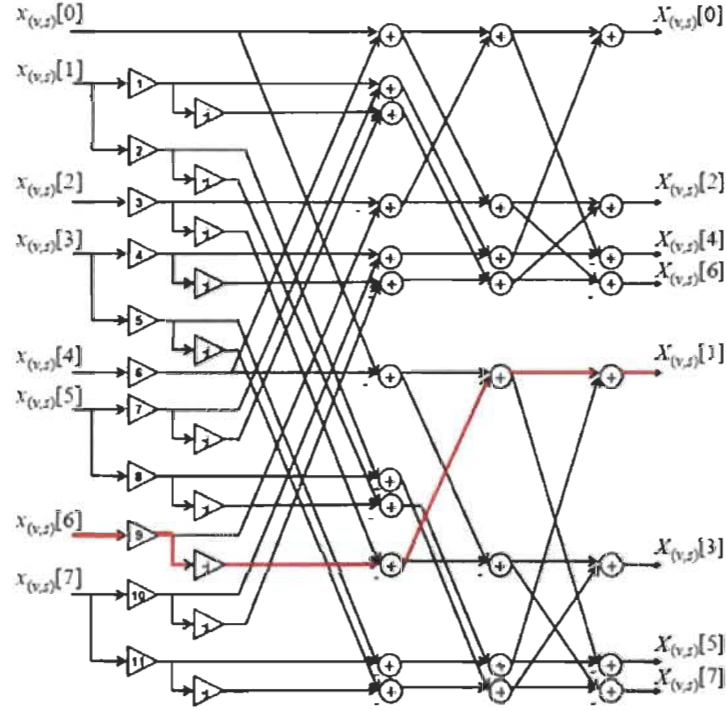 x(v,s)[0]
X(v,s)[0]
x(v,s)[1]
1
-j
2
-j
x(v,s)[2]
3
-j
X(v,s)[2]
x(v,s)[3]
4
-j
X(v,s)[4]
X(v,s)[6]
5
-j
x(v,s)[4]
6
X(v,s)[1]
x(v,s)[5]
7
-j
8
-j
x(v,s)[6]
9
-j
X(v,s)[3]
x(v,s)[7]
10
-j
11
-j
X(v,s)[5]
X(v,s)[7]